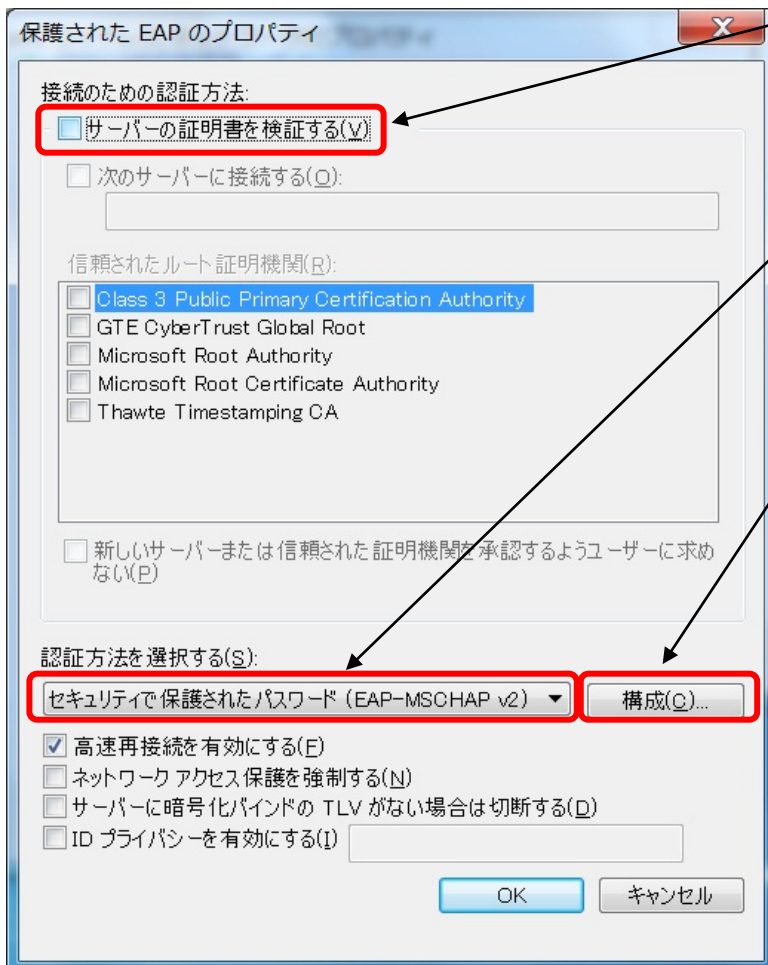 保護された EAP のプロパティ
接続のための認証方法:
サーバーの証明書を検証する(V)
次のサーバーに接続する(O):
信頼されたルート証明機関(R):
Class 3 Public Primary Certification Authority
GTE CyberTrust Global Root
Microsoft Root Authority
Microsoft Root Certificate Authority
Thawte Timestamping CA
新しいサーバーまたは信頼された証明機関を承認するようユーザーに求め
ない(P)
認証方法を選択する(S):
セキュリティで保護されたパスワード (EAP-MSCHAP v2) 構成(C)...
高速再接続を有効にする(F)
ネットワーク アクセス保護を強制する(N)
サーバーに暗号化バインドの TLV がない場合は切断する(D)
ID プライバシーを有効にする(I)
OK キャンセル